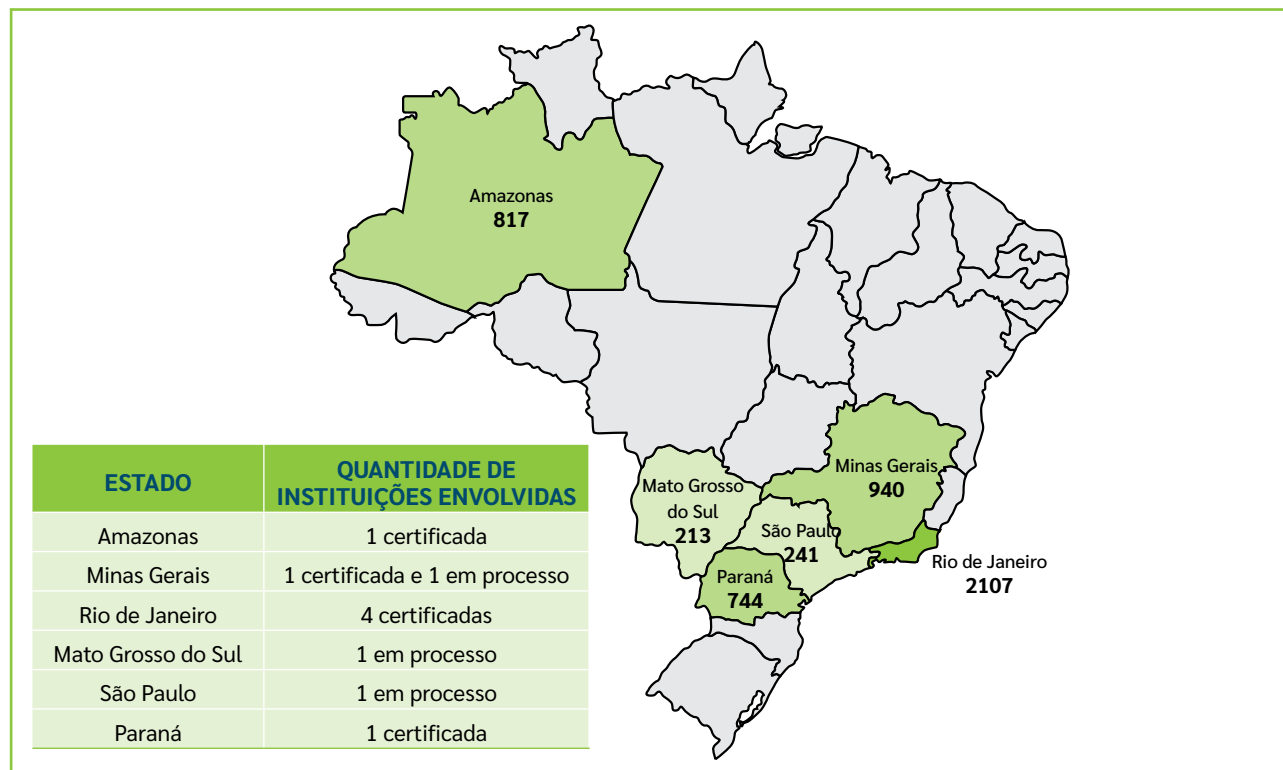 Amazonas
817
Minas Gerais
940
Mato Grosso
do Sul
213
São Paulo
241
Rio de Janeiro
2107
Paraná
744
ESTADO
QUANTIDADE DE
INSTITUIÇÕES ENVOLVIDAS
Amazonas
1 certificada
Minas Gerais
1 certificada e 1 em processo
Rio de Janeiro
4 certificadas
Mato Grosso do Sul
1 em processo
São Paulo
1 em processo
Paraná
1 certificada